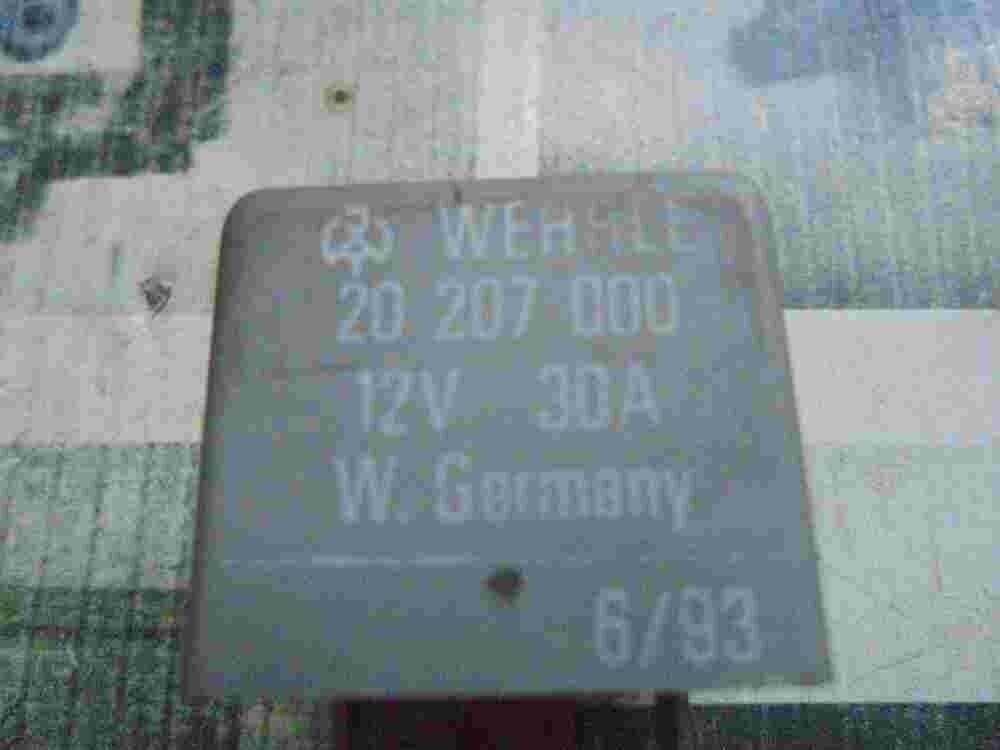 WEHRLE
20 207 000
12V 30A
W. Germany
6/93